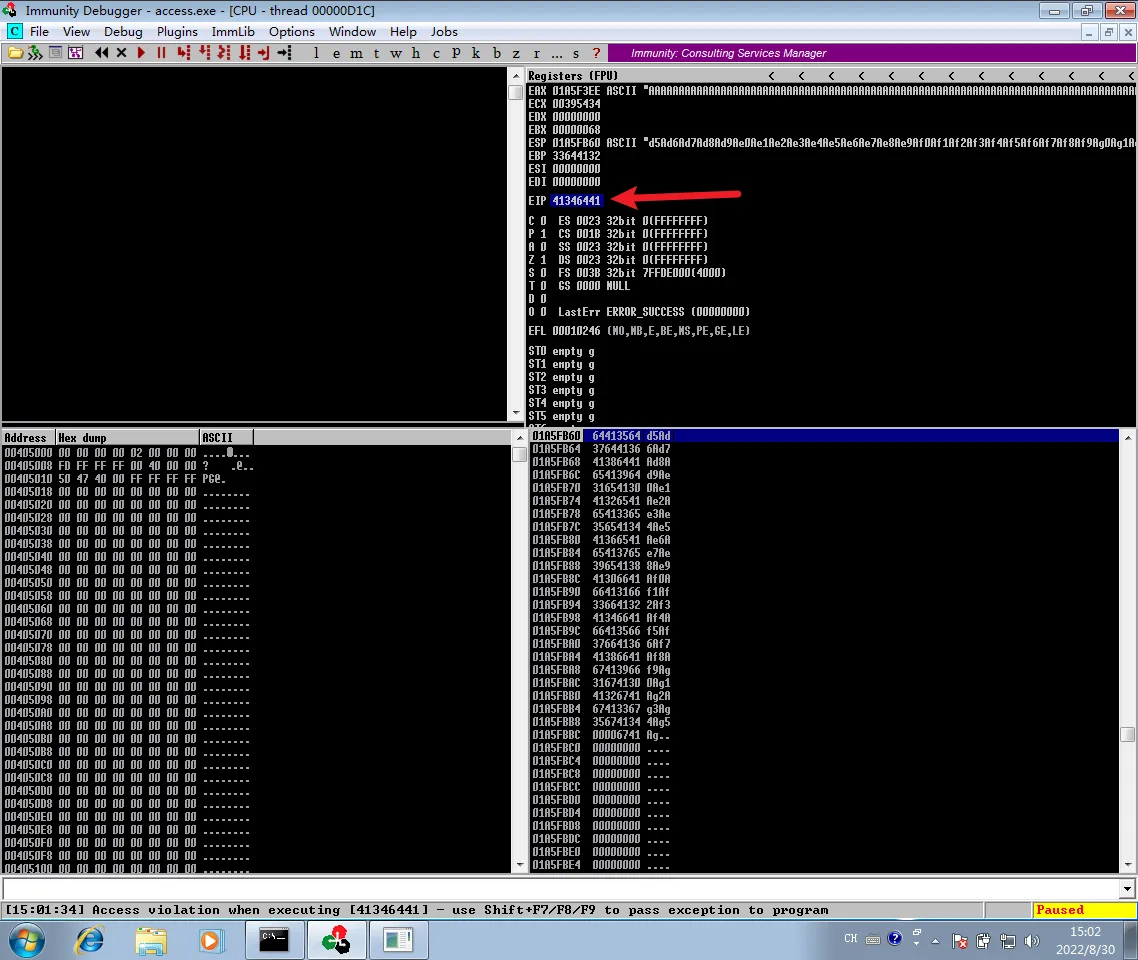 Immunity Debugger - access.exe - [CPU - thread 00000D1C]
C File View Debug Plugins ImmLib Options Window Help Jobs
l e m t w h c P k b z r ... s ? Immunity: Consulting Services Manager
Registers (FPU) < < < < < < < < < < < < <
EAX 01A5F3EE ASCII "AAAAAAAAAAAAAAAAAAAAAAAAAAAAAAAAAAAAAAAAAAAAAAAAAAAAAAAAAAAAAAAAAAAAAAAAAAAAAAAAA
ECX 00395434
EDX 00000000
EBX 00000068
ESP 01A5FB60 ASCII "d5Ad6Ad7Ad8Ad9Ae0Ae1Ae2Ae3Ae4Ae5Ae6Ae7Ae8Ae9Af0Af1Af2Af3Af4Af5Af6Af7Af8Af9Ag0Ag1A
EBP 33644132
ESI 00000000
EDI 00000000
EIP 41346441
C 0 ES 0023 32bit 0(FFFFFFFF)
P 1 CS 001B 32bit 0(FFFFFFFF)
A 0 SS 0023 32bit 0(FFFFFFFF)
Z 1 DS 0023 32bit 0(FFFFFFFF)
S 0 FS 003B 32bit 7FFDE000(4000)
T 0 GS 0000 NULL
D 0
O 0 LastErr ERROR_SUCCESS (00000000)
EFL 00010246 (NO,NB,E,BE,NS,PE,GE,LE)
ST0 empty g
ST1 empty g
ST2 empty g
ST3 empty g
ST4 empty g
ST5 empty g
Address Hex dump ASCII
00405000 00 00 00 00 02 00 00 00 ........
00405008 FD FF FF FF 00 40 00 00 ? .@..
00405010 50 47 40 00 FF FF FF FF PG@.
00405018 00 00 00 00 00 00 00 00 ........
00405020 00 00 00 00 00 00 00 00 ........
00405028 00 00 00 00 00 00 00 00 ........
00405030 00 00 00 00 00 00 00 00 ........
00405038 00 00 00 00 00 00 00 00 ........
00405040 00 00 00 00 00 00 00 00 ........
00405048 00 00 00 00 00 00 00 00 ........
00405050 00 00 00 00 00 00 00 00 ........
00405058 00 00 00 00 00 00 00 00 ........
00405060 00 00 00 00 00 00 00 00 ........
00405068 00 00 00 00 00 00 00 00 ........
00405070 00 00 00 00 00 00 00 00 ........
00405078 00 00 00 00 00 00 00 00 ........
00405080 00 00 00 00 00 00 00 00 ........
00405088 00 00 00 00 00 00 00 00 ........
00405090 00 00 00 00 00 00 00 00 ........
00405098 00 00 00 00 00 00 00 00 ........
004050A0 00 00 00 00 00 00 00 00 ........
004050A8 00 00 00 00 00 00 00 00 ........
004050B0 00 00 00 00 00 00 00 00 ........
004050B8 00 00 00 00 00 00 00 00 ........
004050C0 00 00 00 00 00 00 00 00 ........
004050C8 00 00 00 00 00 00 00 00 ........
004050D0 00 00 00 00 00 00 00 00 ........
004050D8 00 00 00 00 00 00 00 00 ........
004050E0 00 00 00 00 00 00 00 00 ........
004050E8 00 00 00 00 00 00 00 00 ........
004050F0 00 00 00 00 00 00 00 00 ........
004050F8 00 00 00 00 00 00 00 00 ........
00405100 00 00 00 00 00 00 00 00 ........
01A5FB60 64413564 d5Ad
01A5FB64 37644136 6Ad7
01A5FB68 41386441 Ad8A
01A5FB6C 65413964 d9Ae
01A5FB70 31654130 0Ae1
01A5FB74 41326541 Ae2A
01A5FB78 65413365 e3Ae
01A5FB7C 35654134 4Ae5
01A5FB80 41366541 Ae6A
01A5FB84 65413765 e7Ae
01A5FB88 39654138 8Ae9
01A5FB8C 41306641 Af0A
01A5FB90 66413166 f1Af
01A5FB94 33664132 2Af3
01A5FB98 41346641 Af4A
01A5FB9C 66413566 f5Af
01A5FBA0 37664136 6Af7
01A5FBA4 41386641 Af8A
01A5FBA8 67413966 f9Ag
01A5FBAC 31674130 0Ag1
01A5FBB0 41326741 Ag2A
01A5FBB4 67413367 g3Ag
01A5FBB8 35674134 4Ag5
01A5FBBC 00006741 Ag..
01A5FBC0 00000000 ....
01A5FBC4 00000000 ....
01A5FBC8 00000000 ....
01A5FBCC 00000000 ....
01A5FBD0 00000000 ....
01A5FBD4 00000000 ....
01A5FBD8 00000000 ....
01A5FBDC 00000000 ....
01A5FBE0 00000000 ....
01A5FBE4 00000000 ....
[15:01:34] Access violation when executing [41346441] - use Shift+F7/F8/F9 to pass exception to program
Paused
CH
15:02
2022/8/30